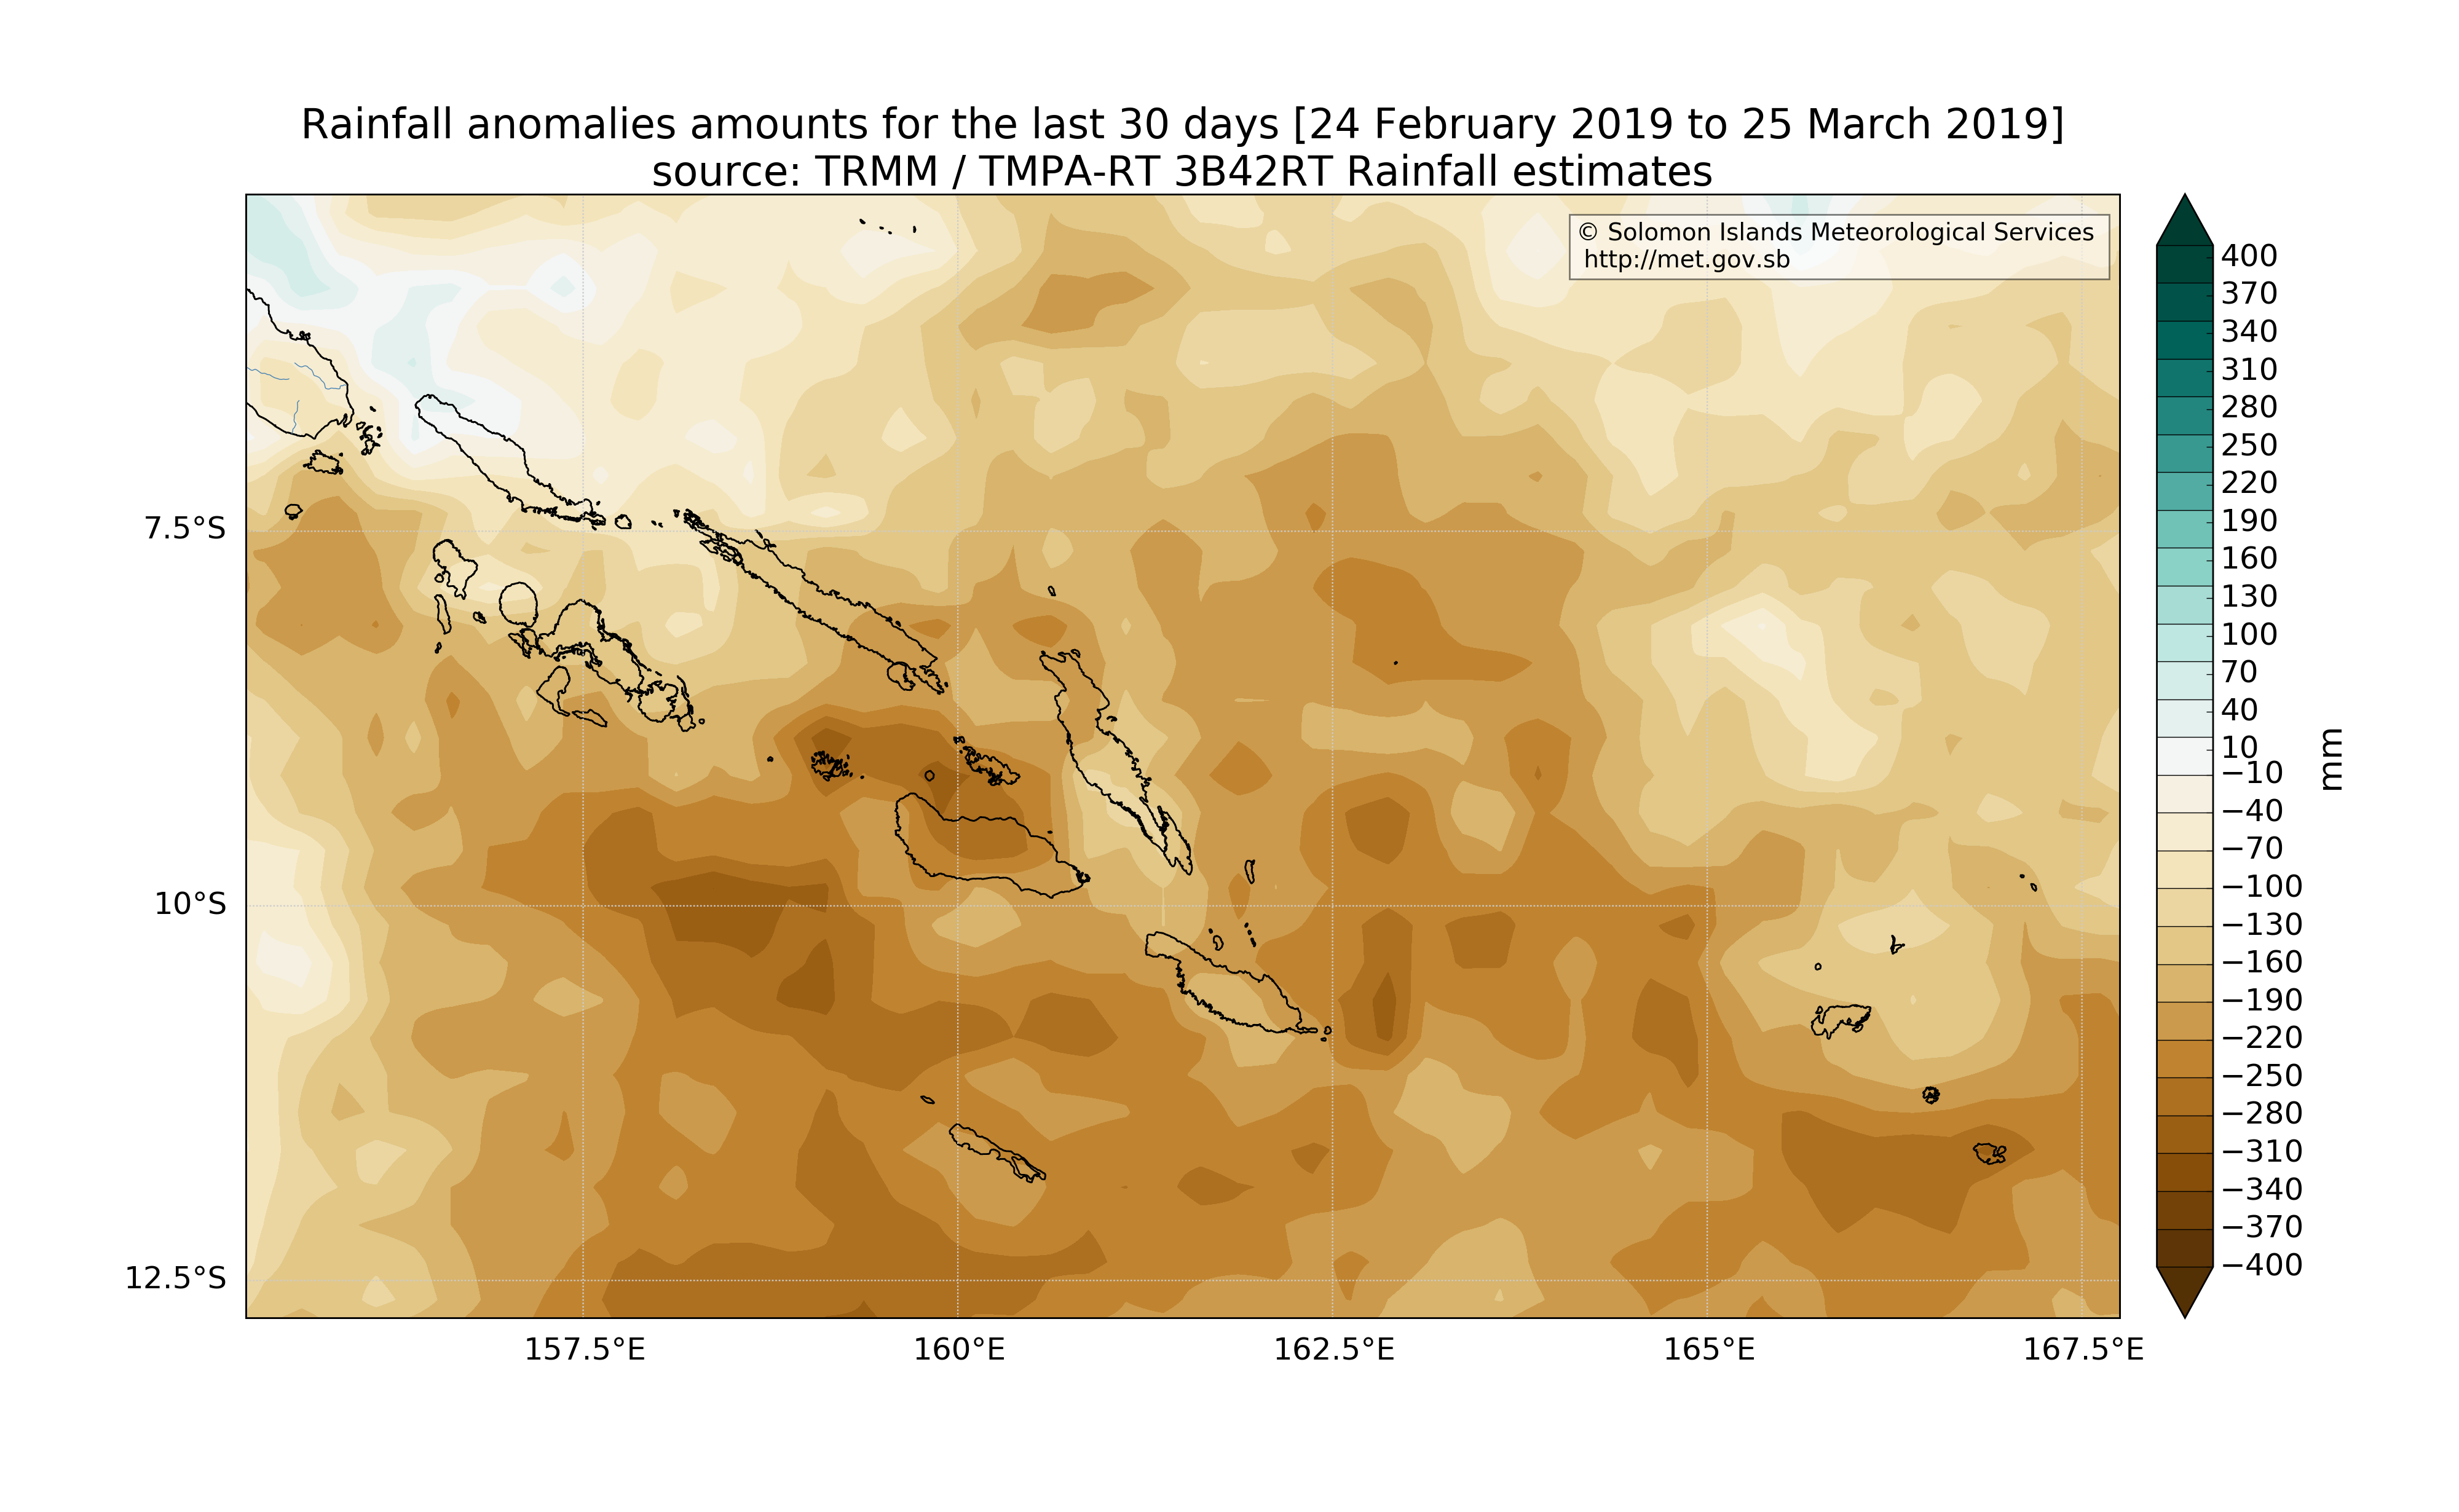 Rainfall anomalies amounts for the last 30 days [24 February 2019 to 25 March 2019]
source: TRMM / TMPA-RT 3B42RT Rainfall estimates
© Solomon Islands Meteorological Services
http://met.gov.sb
7.5°S
10°S
12.5°S
157.5°E
160°E
162.5°E
165°E
167.5°E
400
370
340
310
280
250
220
190
160
130
100
70
40
10
−10
−40
−70
−100
−130
−160
−190
−220
−250
−280
−310
−340
−370
−400
mm